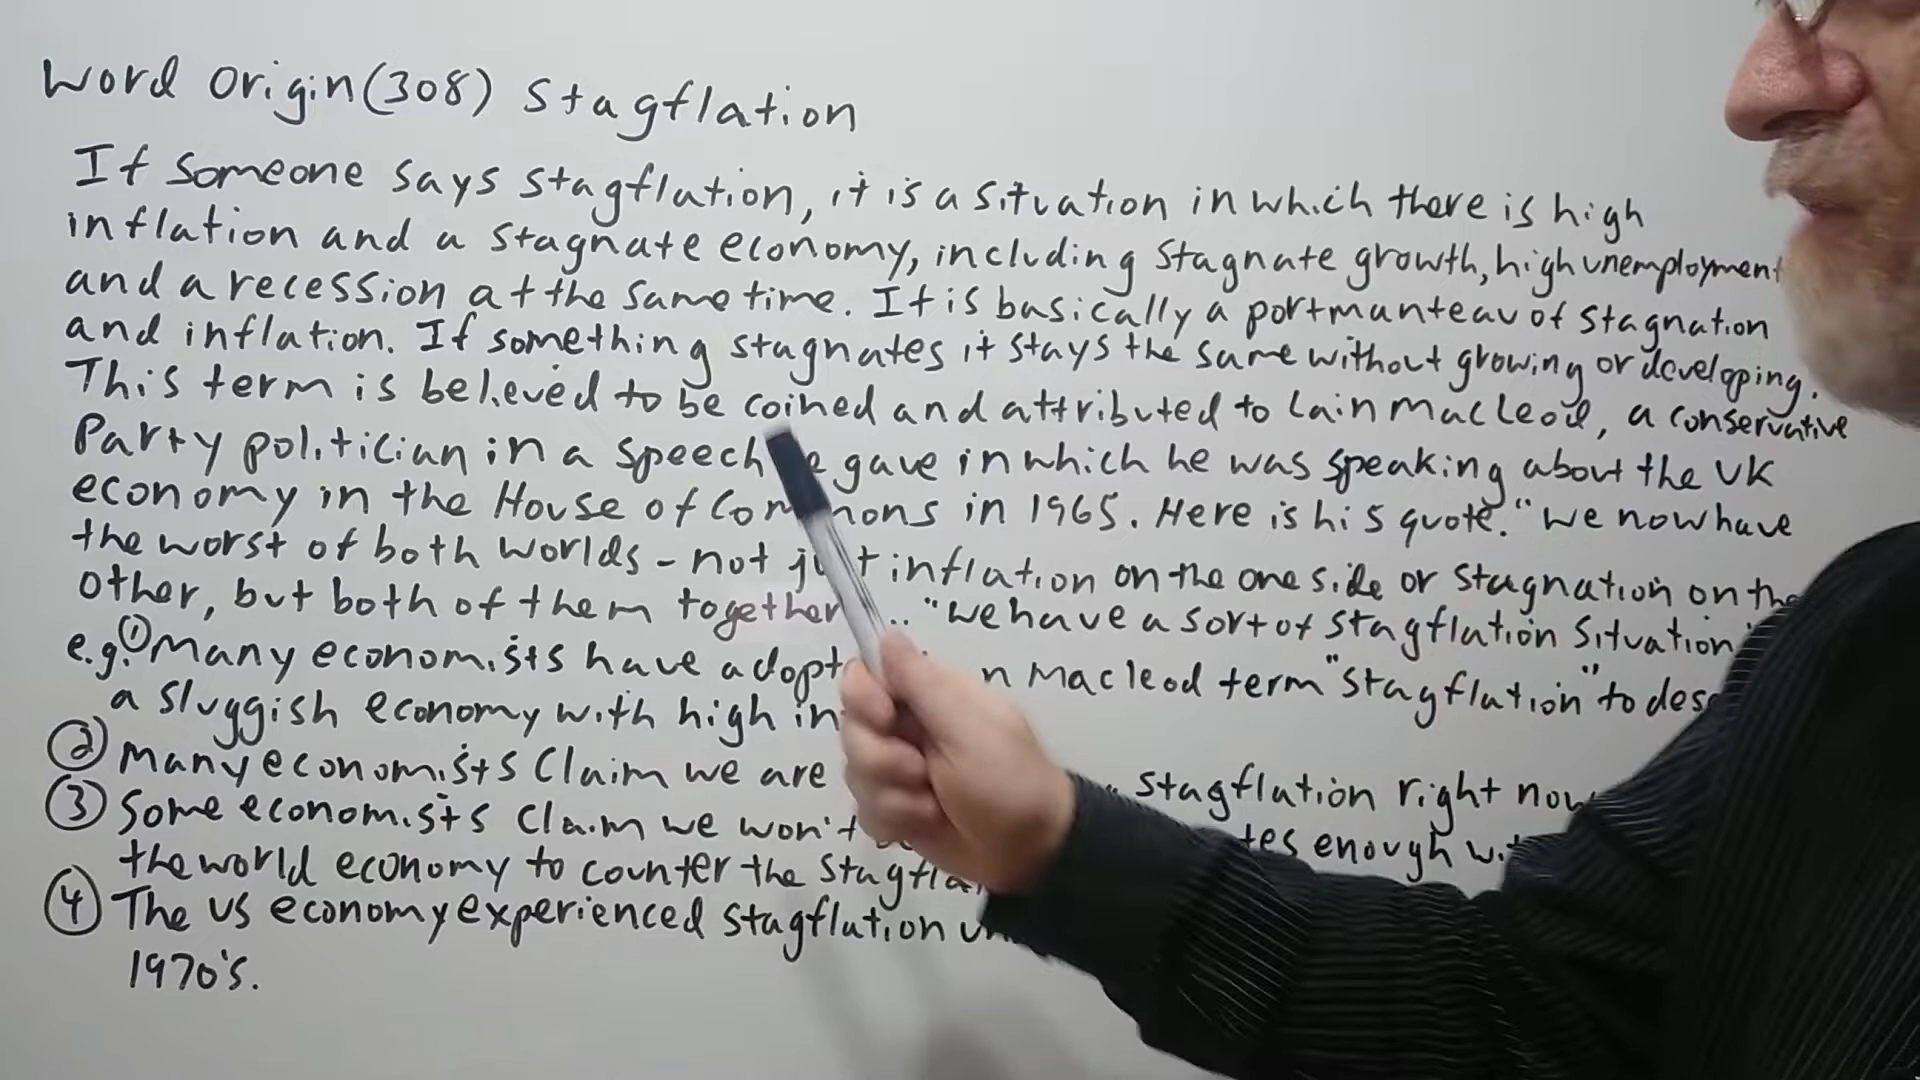 Word Origin (308) Stagflation
If someone says stagflation, it is a situation in which there is high
inflation and a stagnate economy, including stagnate growth, high unemployment
and a recession at the same time. It is basically a portmanteau of stagnation
and inflation. If something stagnates it stays the same without growing or developing.
This term is believed to be coined and attributed to Lain Macleod, a conservative
Party politician in a speech gave in which he was speaking about the UK
economy in the House of Commons in 1965. Here is his quote. "We now have
the worst of both worlds - not just inflation on the one side or stagnation on the
other, but both of them together .. "we have a sort of stagflation situation"
e.g. ① Many economists have Macleod term "stagflation" to
a sluggish economy with high
② Many economists claim we are stagflation right now
③ Some economists claim we won't enough
the world economy to counter the
④ The US economy experienced stagflation
1970's.